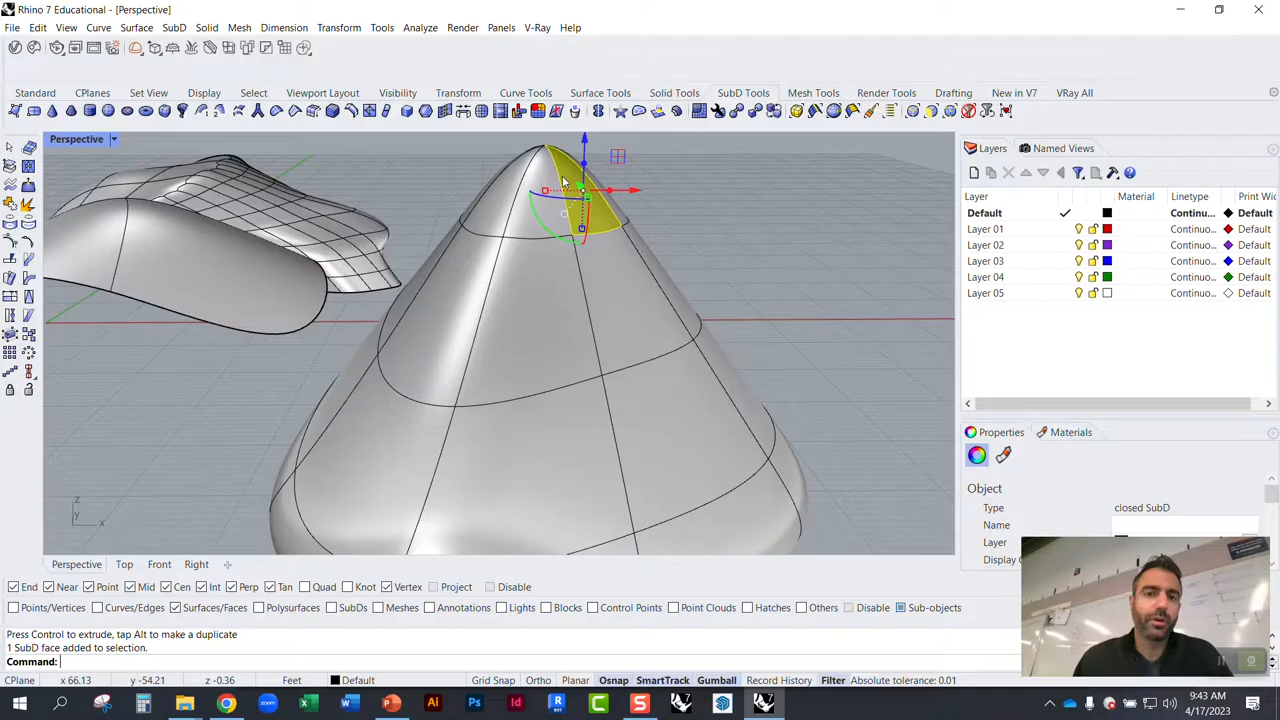 Rhino 7 Educational - [Perspective]
File Edit View Curve Surface SubD Solid Mesh Dimension Transform Tools Analyze Render Panels V-Ray Help
Standard CPlanes Set View Display Select Viewport Layout Visibility Transform Curve Tools Surface Tools Solid Tools SubD Tools Mesh Tools Render Tools Drafting New in V7 VRay All
Perspective
Layers Named Views
Layer Material Linetype Print Wi
Default Continu... Default
Layer 01 Continuo... Default
Layer 02 Continuo... Default
Layer 03 Continuo... Default
Layer 04 Continuo... Default
Layer 05 Continuo... Default
Properties Materials
Object
Type closed SubD
Name
Layer
Display C
z
y
x
Perspective Top Front Right
End Near Point Mid Cen Int Perp Tan Quad Knot Vertex Project Disable
Points/Vertices Curves/Edges Surfaces/Faces Polysurfaces SubDs Meshes Annotations Lights Blocks Control Points Point Clouds Hatches Others Disable Sub-objects
Press Control to extrude, tap Alt to make a duplicate
1 SubD face added to selection.
Command:
CPlane x 66.13 y -54.21 z -0.36 Feet Default Grid Snap Ortho Planar Osnap SmartTrack Gumball Record History Filter Absolute tolerance: 0.01
zoom Ai Ps Id R
9:43 AM
4/17/2023